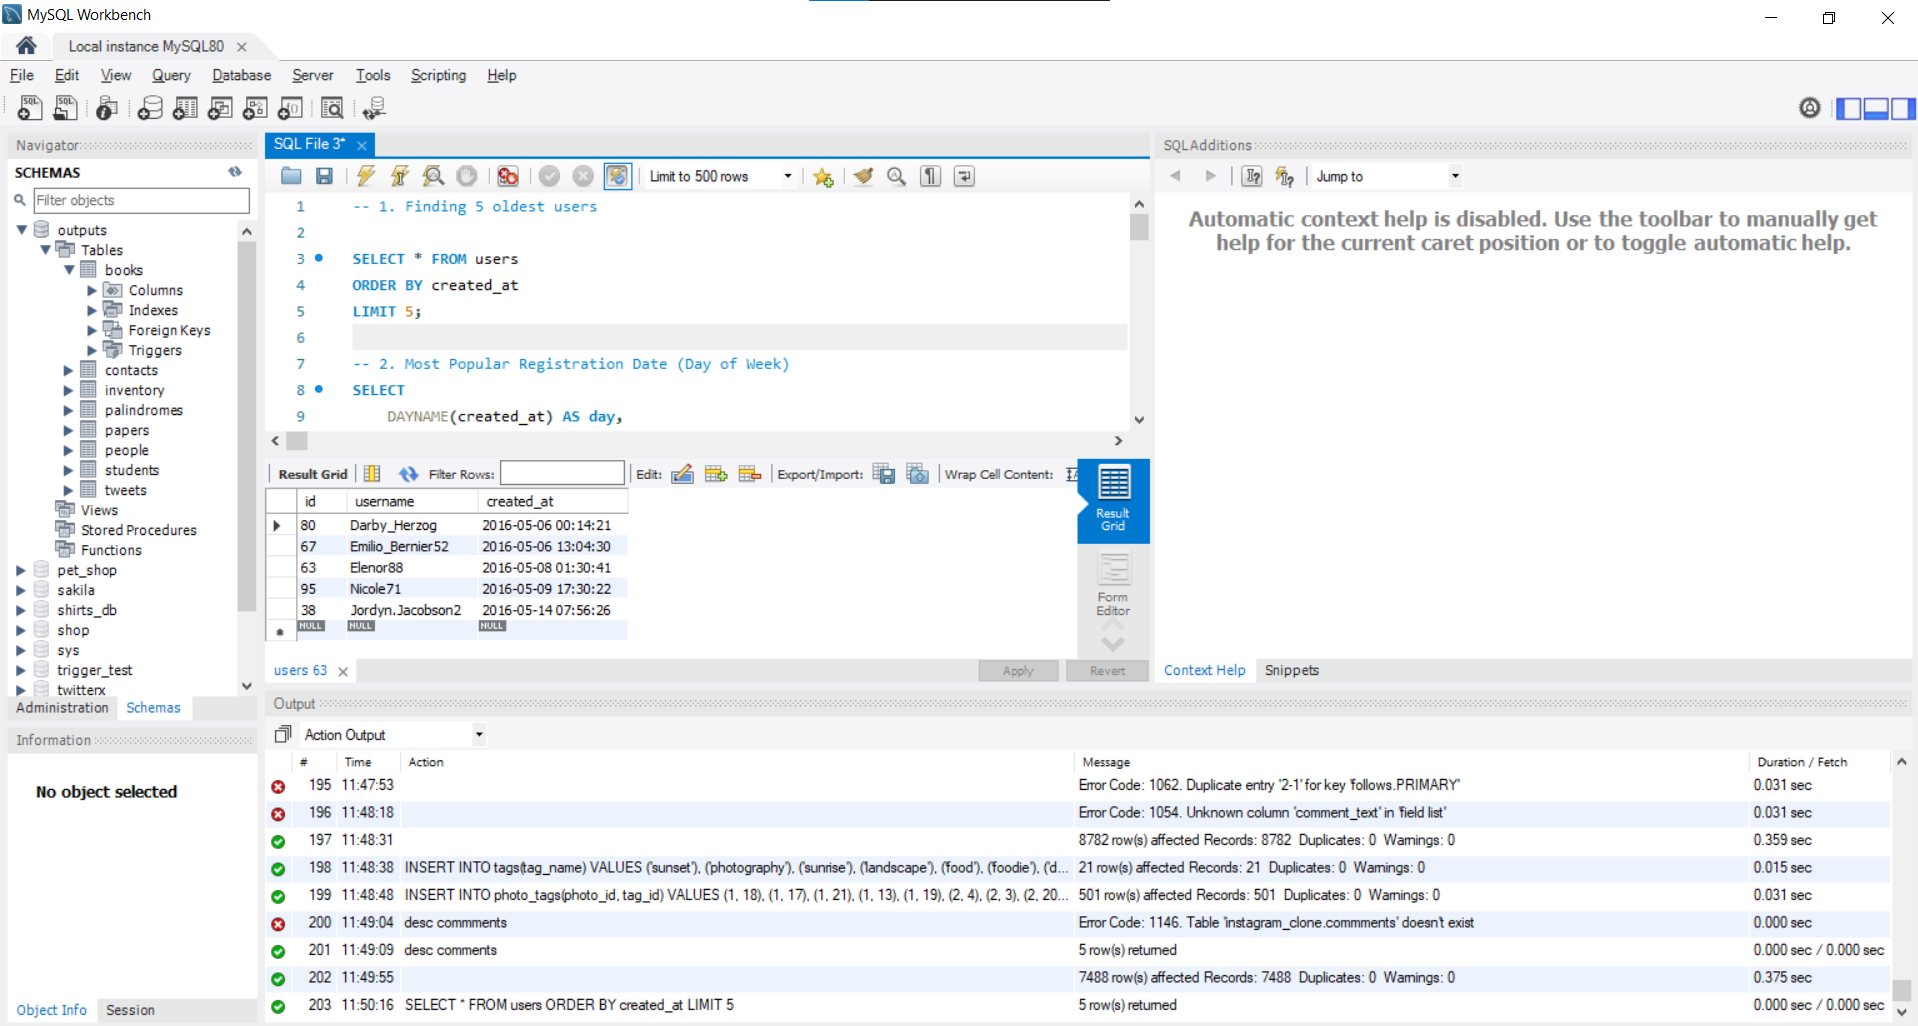 MySQL Workbench
Local instance MySQL80
File Edit View Query Database Server Tools Scripting Help
Navigator
SCHEMAS
Filter objects
outputs
Tables
books
Columns
Indexes
Foreign Keys
Triggers
contacts
inventory
palindromes
papers
people
students
tweets
Views
Stored Procedures
Functions
pet_shop
sakila
shirts_db
shop
sys
trigger_test
twitterx
Administration Schemas
Information
No object selected
Object Info Session
SQL File 3*
Limit to 500 rows
1 -- 1. Finding 5 oldest users
2
3 SELECT * FROM users
4 ORDER BY created_at
5 LIMIT 5;
6
7 -- 2. Most Popular Registration Date (Day of Week)
8 SELECT
9 DAYNAME(created_at) AS day,
Result Grid Filter Rows: Edit: Export/Import: Wrap Cell Content:
id username created_at
80 Darby_Herzog 2016-05-06 00:14:21
67 Emilio_Bernier52 2016-05-06 13:04:30
63 Elenor88 2016-05-08 01:30:41
95 Nicole71 2016-05-09 17:30:22
38 Jordyn.Jacobson2 2016-05-14 07:56:26
NULL NULL NULL
Result
Grid
Form
Editor
users 63
Apply Revert
SQLAdditions
Jump to
Automatic context help is disabled. Use the toolbar to manually get
help for the current caret position or to toggle automatic help.
Context Help Snippets
Output
Action Output
# Time Action Message Duration / Fetch
195 11:47:53 Error Code: 1062. Duplicate entry '2-1' for key 'follows.PRIMARY' 0.031 sec
196 11:48:18 Error Code: 1054. Unknown column 'comment_text' in 'field list' 0.031 sec
197 11:48:31 8782 row(s) affected Records: 8782 Duplicates: 0 Warnings: 0 0.359 sec
198 11:48:38 INSERT INTO tags(tag_name) VALUES ('sunset'), ('photography'), ('sunrise'), ('landscape'), ('food'), ('foodie'), ('d... 21 row(s) affected Records: 21 Duplicates: 0 Warnings: 0 0.015 sec
199 11:48:48 INSERT INTO photo_tags(photo_id, tag_id) VALUES (1, 18), (1, 17), (1, 21), (1, 13), (1, 19), (2, 4), (2, 3), (2, 20... 501 row(s) affected Records: 501 Duplicates: 0 Warnings: 0 0.031 sec
200 11:49:04 desc commments Error Code: 1146. Table 'instagram_clone.commments' doesn't exist 0.000 sec
201 11:49:09 desc comments 5 row(s) returned 0.000 sec / 0.000 sec
202 11:49:55 7488 row(s) affected Records: 7488 Duplicates: 0 Warnings: 0 0.375 sec
203 11:50:16 SELECT * FROM users ORDER BY created_at LIMIT 5 5 row(s) returned 0.000 sec / 0.000 sec